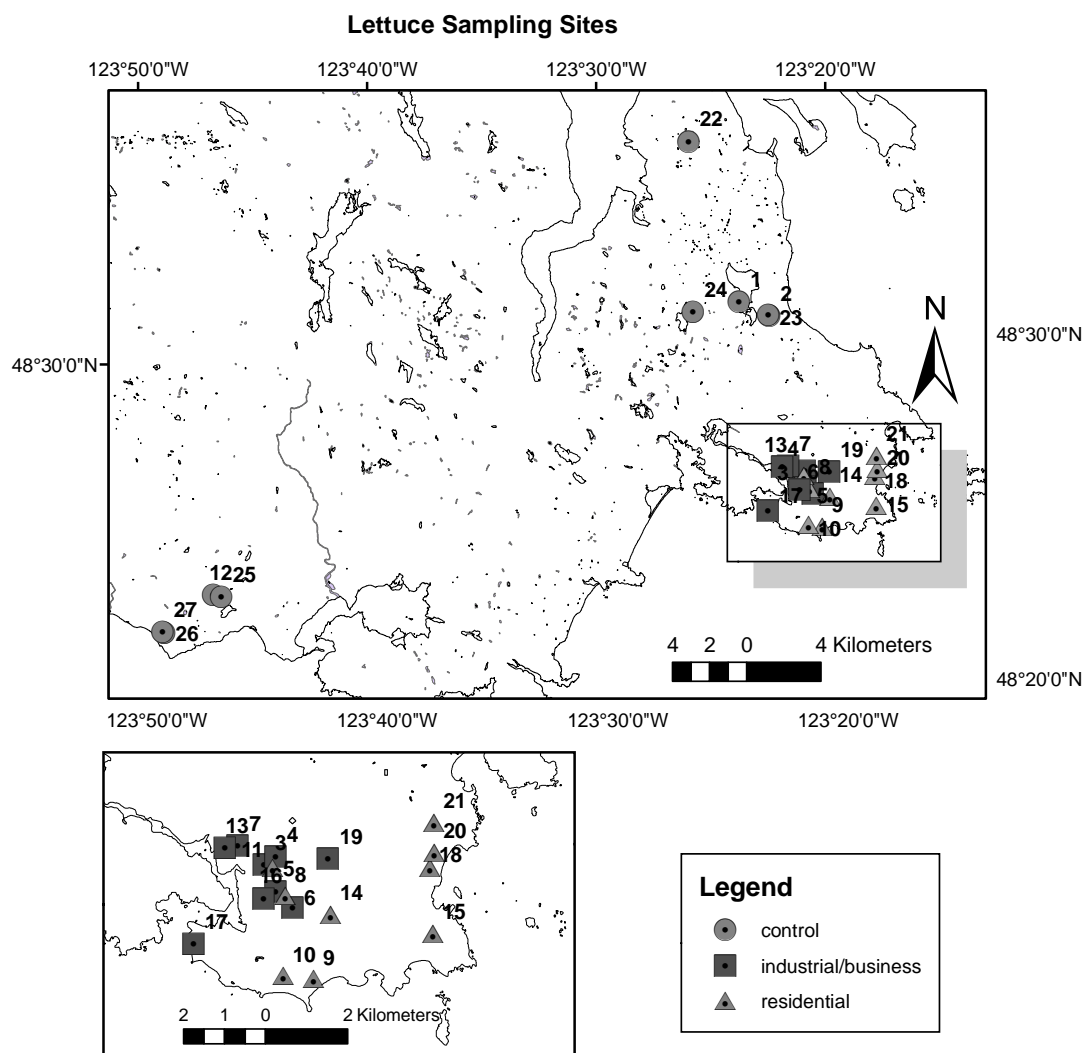 Lettuce Sampling Sites
123°50'0"W 123°40'0"W 123°30'0"W 123°20'0"W
22
1
24 2
23
N
48°30'0"N 48°30'0"N
21
13 4 7 19 20
3 6 8 14 18
17 5 9 15
10
12 25
27
26
4 2 0 4 Kilometers
48°20'0"N
123°50'0"W 123°40'0"W 123°30'0"W 123°20'0"W
21
13 7 4 20
11 3 19 18
5
16 8
6 14 15
17
10 9
2 1 0 2 Kilometers
Legend
control
industrial/business
residential